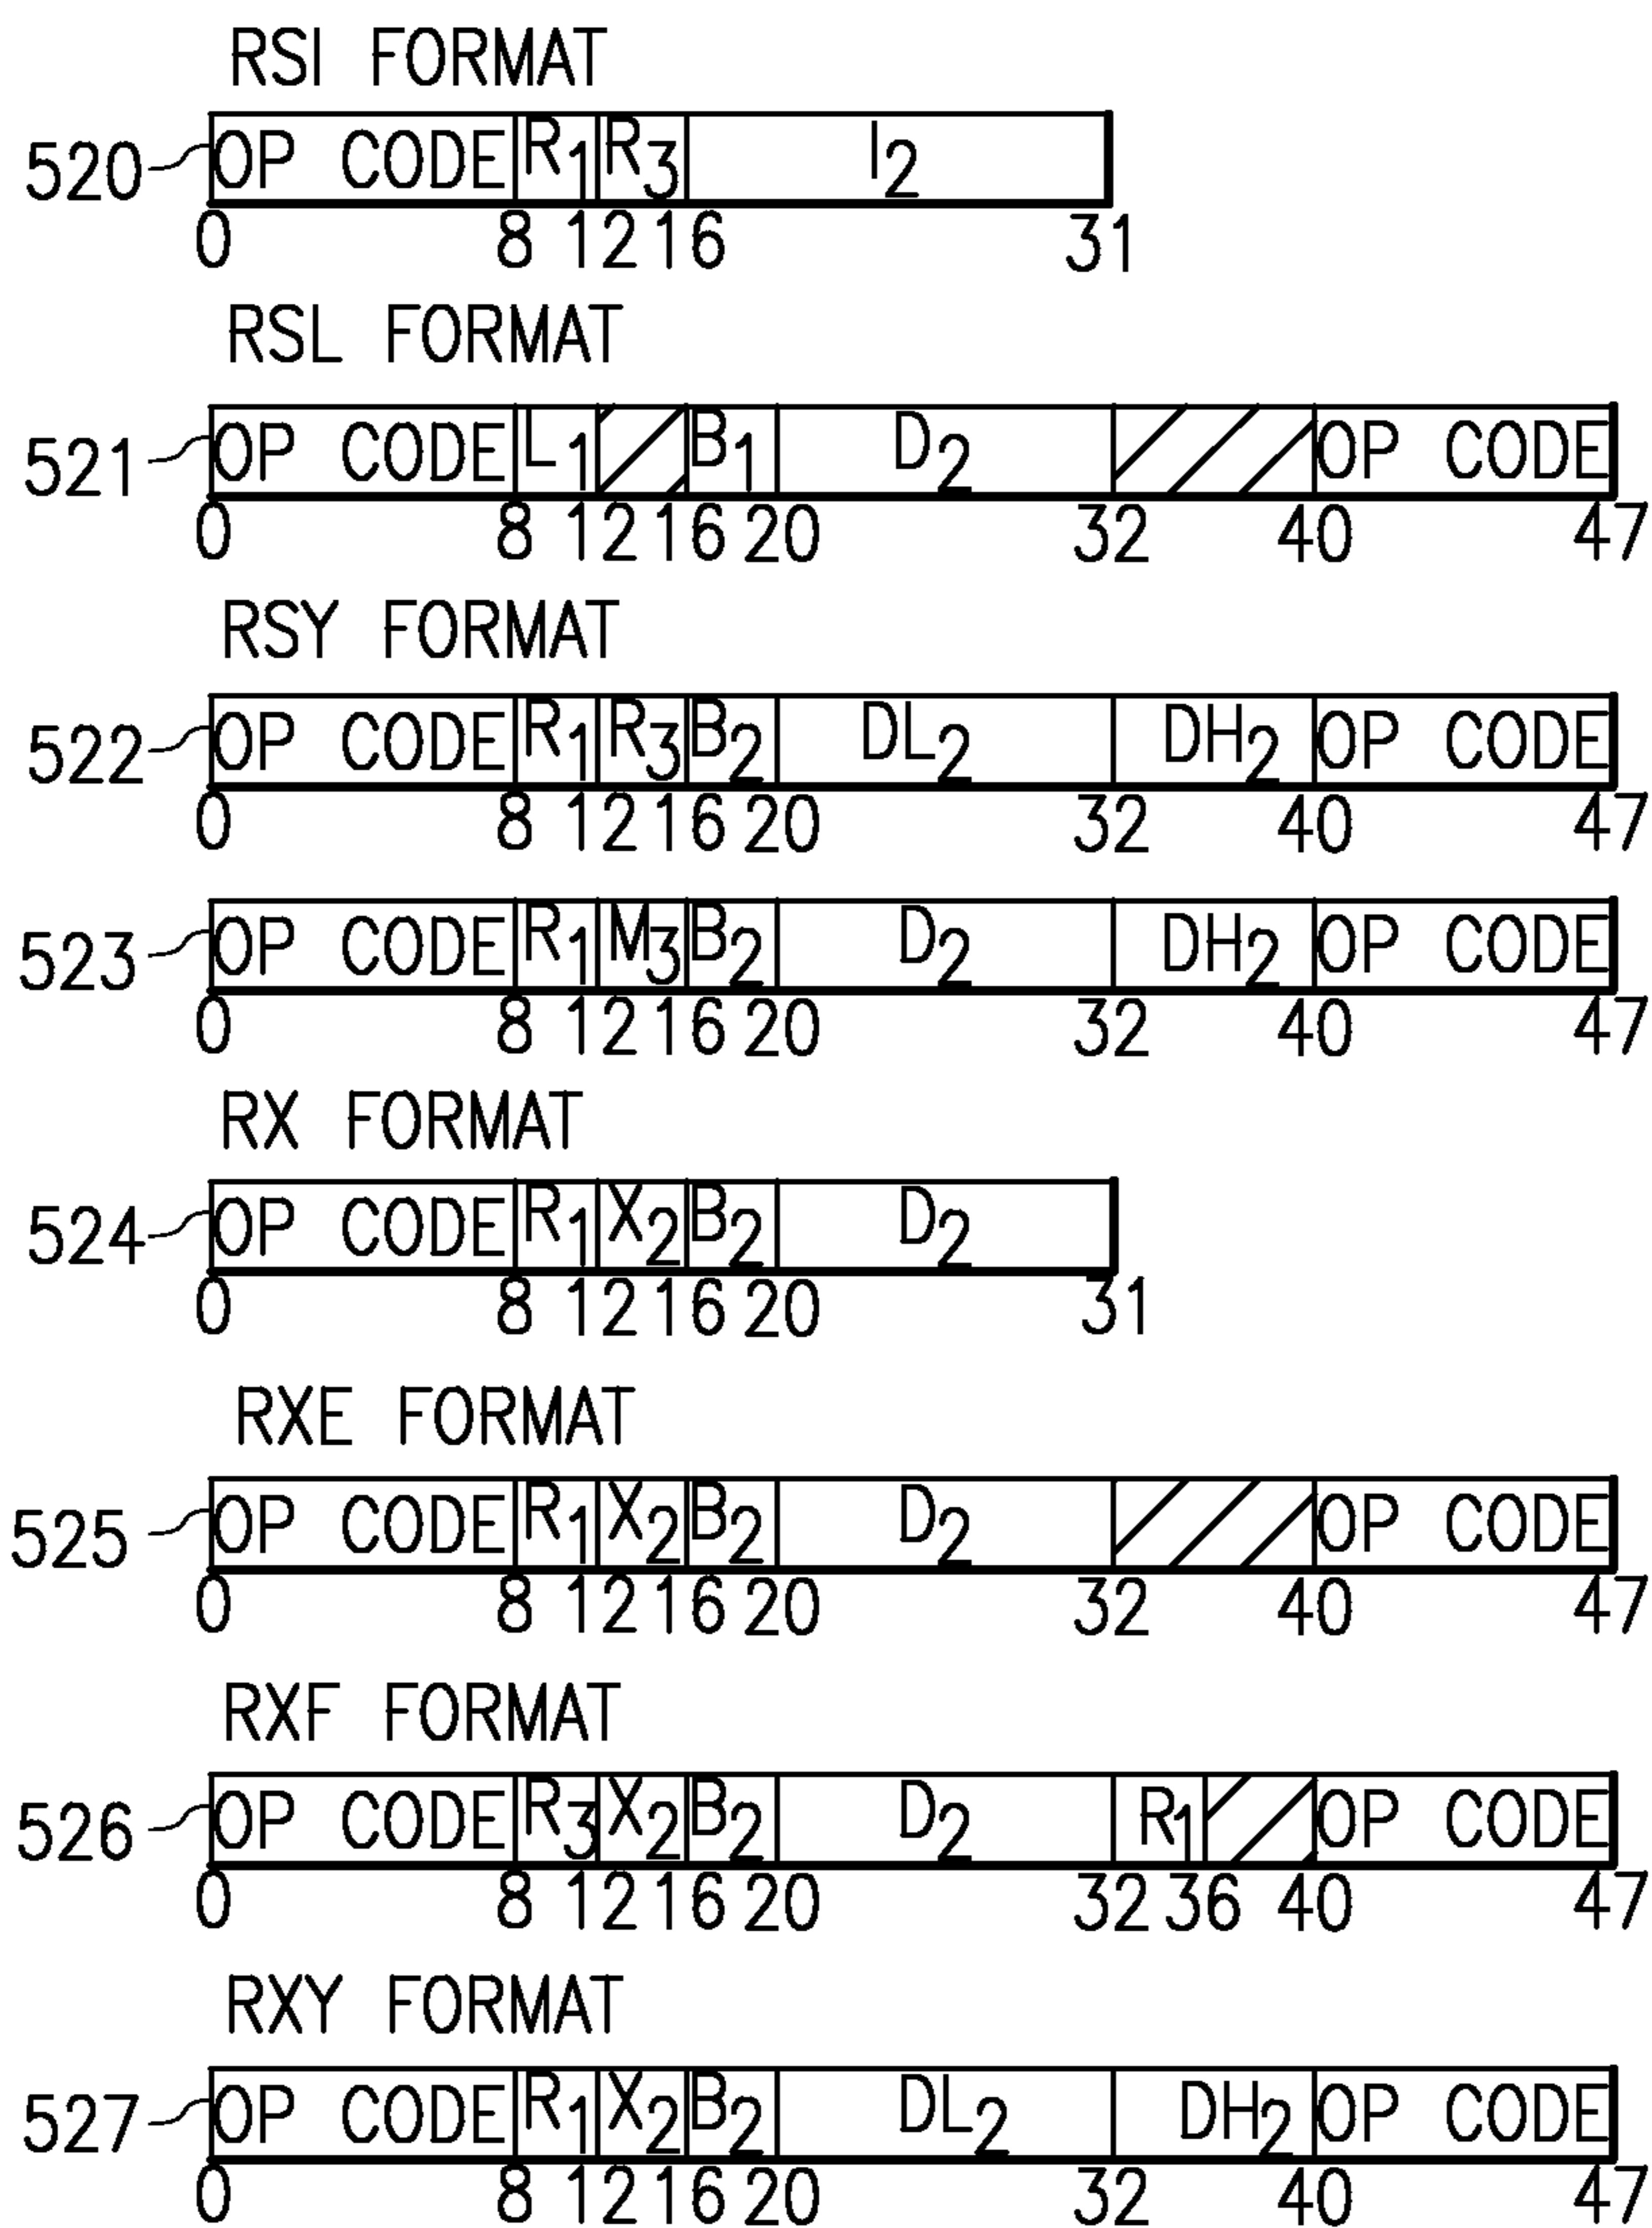 RSI FORMAT
520 OP CODE R1 R3 I2
0 8 12 16 31
RSL FORMAT
521 OP CODE L1 B1 D2 OP CODE
0 8 12 16 20 32 40 47
RSY FORMAT
522 OP CODE R1 R3 B2 DL2 DH2 OP CODE
0 8 12 16 20 32 40 47
523 OP CODE R1 M3 B2 D2 DH2 OP CODE
0 8 12 16 20 32 40 47
RX FORMAT
524 OP CODE R1 X2 B2 D2
0 8 12 16 20 31
RXE FORMAT
525 OP CODE R1 X2 B2 D2 OP CODE
0 8 12 16 20 32 40 47
RXF FORMAT
526 OP CODE R3 X2 B2 D2 R1 OP CODE
0 8 12 16 20 32 36 40 47
RXY FORMAT
527 OP CODE R1 X2 B2 DL2 DH2 OP CODE
0 8 12 16 20 32 40 47